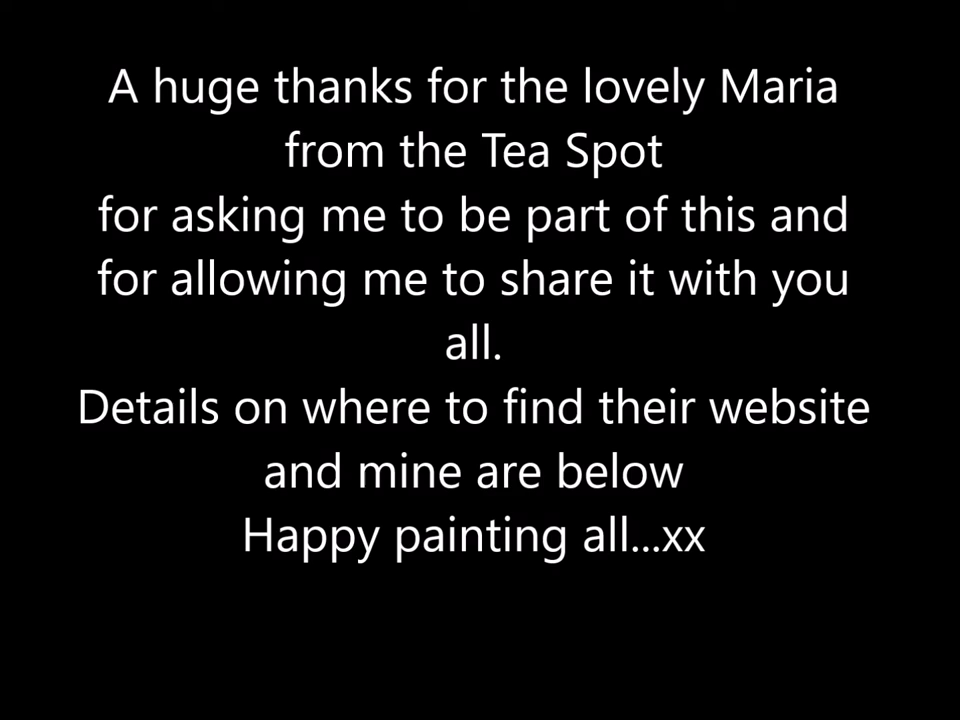 A huge thanks for the lovely Maria
from the Tea Spot
for asking me to be part of this and
for allowing me to share it with you
all.
Details on where to find their website
and mine are below
Happy painting all...xx